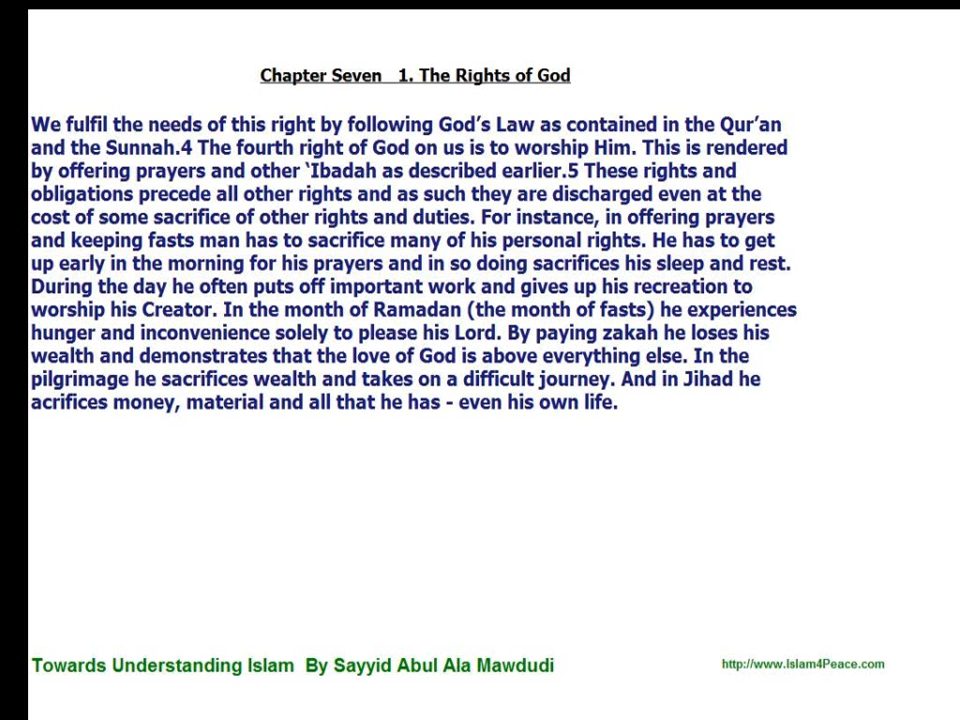 Chapter Seven   1. The Rights of God
We fulfil the needs of this right by following God’s Law as contained in the Qur’an
and the Sunnah.4 The fourth right of God on us is to worship Him. This is rendered
by offering prayers and other ‘Ibadah as described earlier.5 These rights and
obligations precede all other rights and as such they are discharged even at the
cost of some sacrifice of other rights and duties. For instance, in offering prayers
and keeping fasts man has to sacrifice many of his personal rights. He has to get
up early in the morning for his prayers and in so doing sacrifices his sleep and rest.
During the day he often puts off important work and gives up his recreation to
worship his Creator. In the month of Ramadan (the month of fasts) he experiences
hunger and inconvenience solely to please his Lord. By paying zakah he loses his
wealth and demonstrates that the love of God is above everything else. In the
pilgrimage he sacrifices wealth and takes on a difficult journey. And in Jihad he
acrifices money, material and all that he has - even his own life.
Towards Understanding Islam  By Sayyid Abul Ala Mawdudi
http://www.Islam4Peace.com